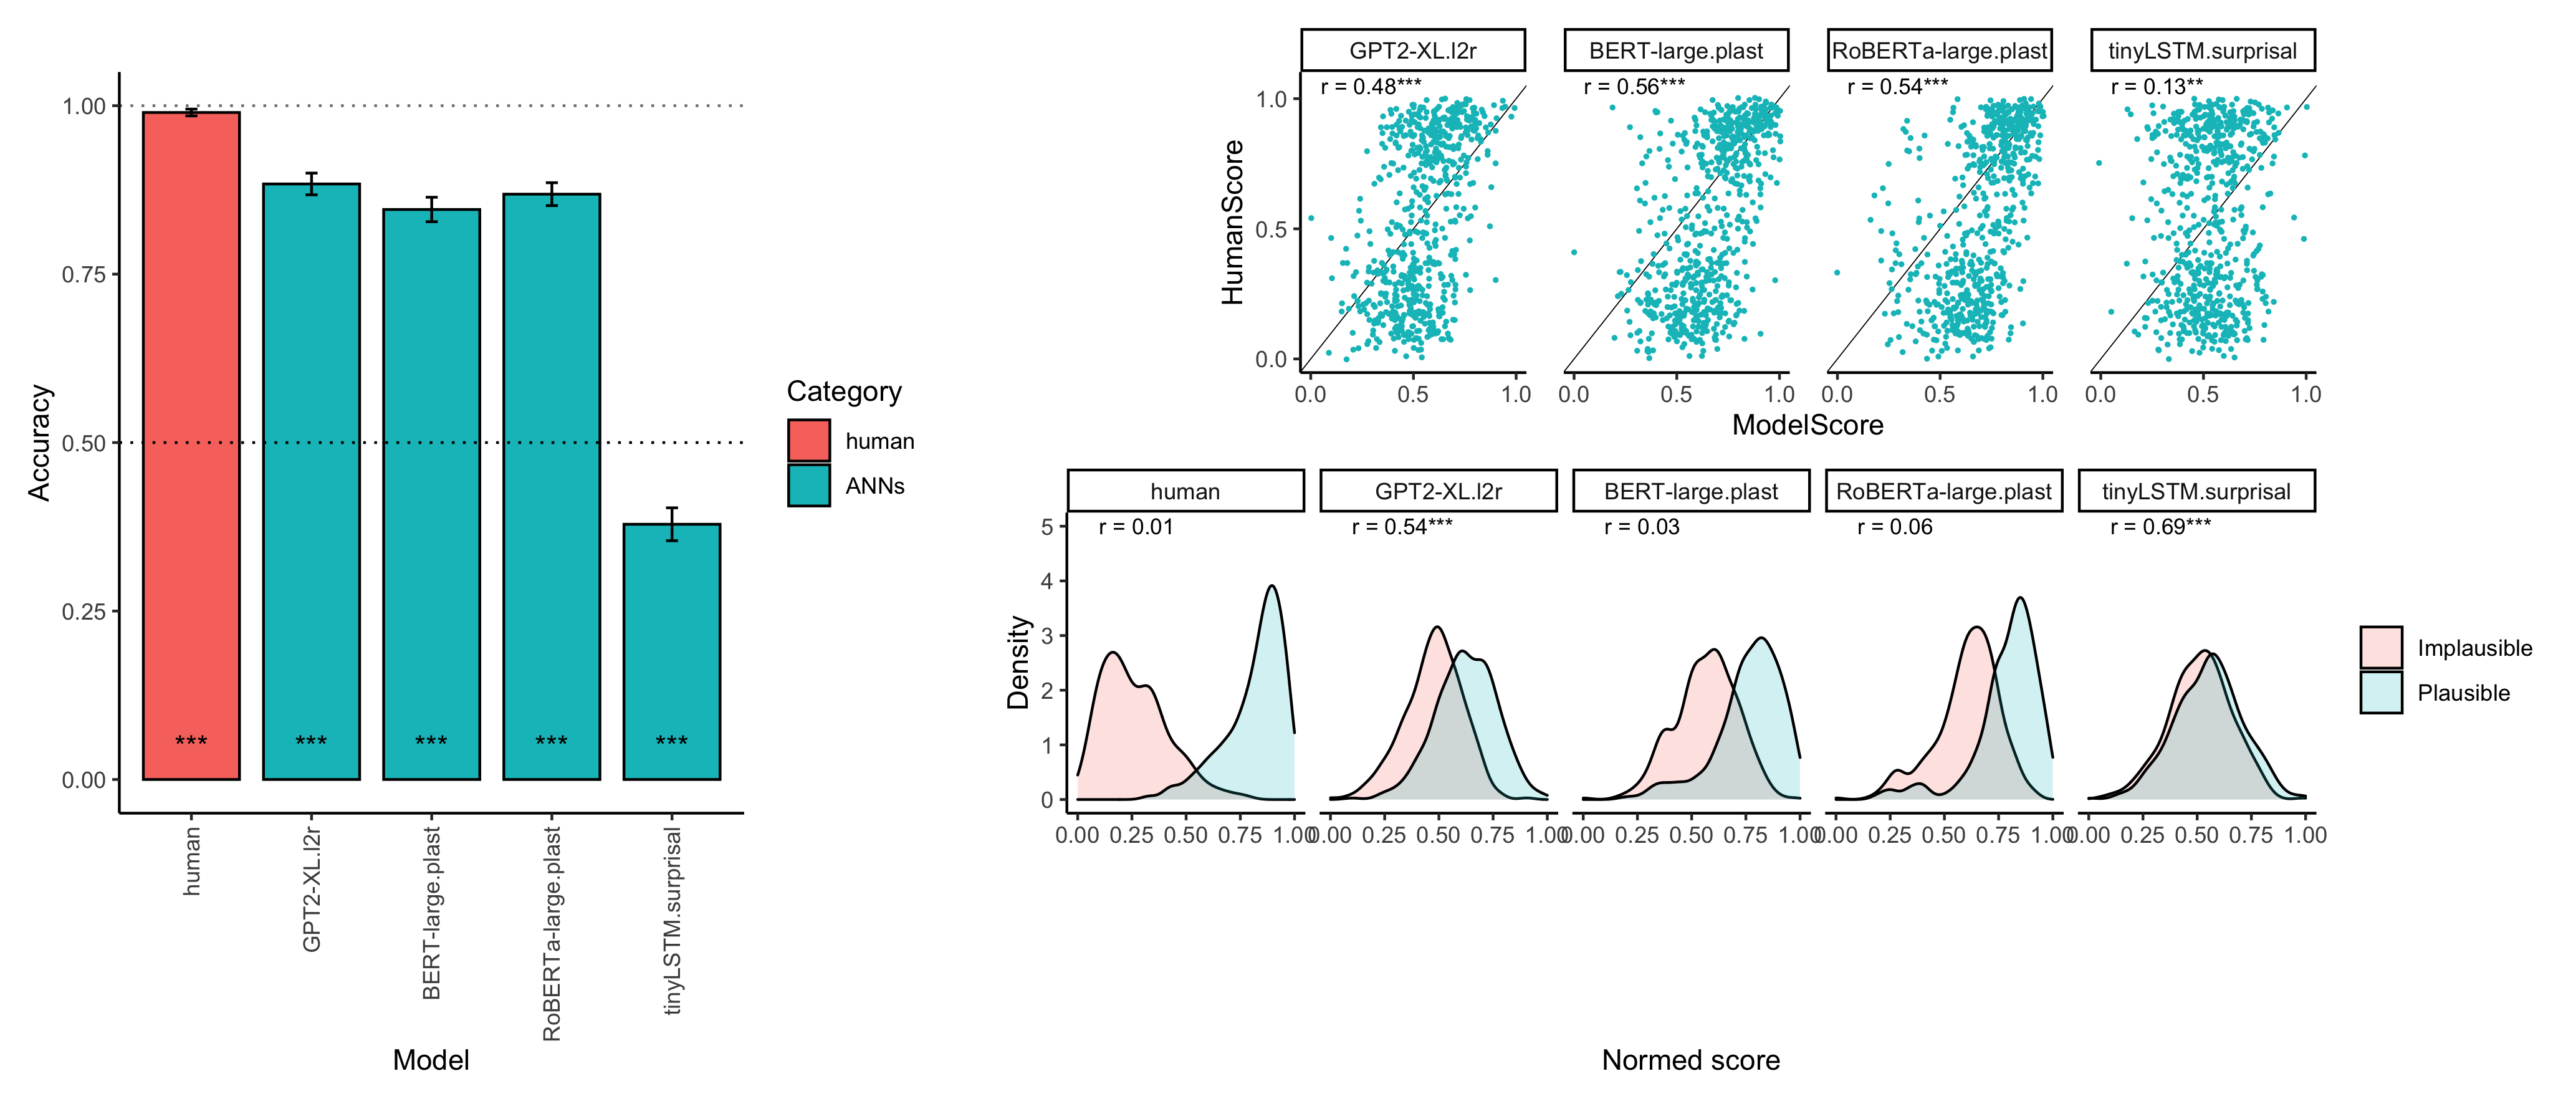 1.00
0.75
0.50
0.25
0.00
Accuracy
***
***
***
***
***
human
GPT2-XL.l2r
BERT-large.plast
RoBERTa-large.plast
tinyLSTM.surprisal
Model
Category
human
ANNs
GPT2-XL.l2r
BERT-large.plast
RoBERTa-large.plast
tinyLSTM.surprisal
r = 0.48***
r = 0.56***
r = 0.54***
r = 0.13**
HumanScore
1.0
0.5
0.0
0.0 0.5 1.0
0.0 0.5 1.0
0.0 0.5 1.0
0.0 0.5 1.0
ModelScore
human
GPT2-XL.l2r
BERT-large.plast
RoBERTa-large.plast
tinyLSTM.surprisal
r = 0.01
r = 0.54***
r = 0.03
r = 0.06
r = 0.69***
Density
5
4
3
2
1
0
0.00 0.25 0.50 0.75 1.00
0.00 0.25 0.50 0.75 1.00
0.00 0.25 0.50 0.75 1.00
0.00 0.25 0.50 0.75 1.00
0.00 0.25 0.50 0.75 1.00
Normed score
Implausible
Plausible